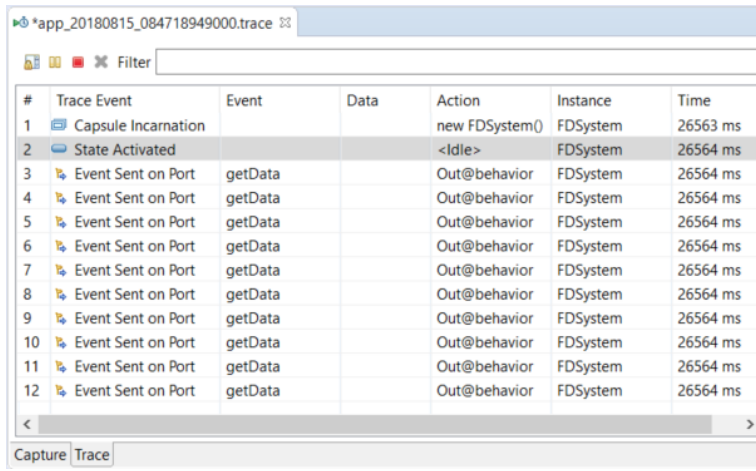 *app_20180815_084718949000.trace
Filter
# Trace Event Event Data Action Instance Time
1 Capsule Incarnation new FDSystem() FDSystem 26563 ms
2 State Activated <Idle> FDSystem 26564 ms
3 Event Sent on Port getData Out@behavior FDSystem 26564 ms
4 Event Sent on Port getData Out@behavior FDSystem 26564 ms
5 Event Sent on Port getData Out@behavior FDSystem 26564 ms
6 Event Sent on Port getData Out@behavior FDSystem 26564 ms
7 Event Sent on Port getData Out@behavior FDSystem 26564 ms
8 Event Sent on Port getData Out@behavior FDSystem 26564 ms
9 Event Sent on Port getData Out@behavior FDSystem 26564 ms
10 Event Sent on Port getData Out@behavior FDSystem 26564 ms
11 Event Sent on Port getData Out@behavior FDSystem 26564 ms
12 Event Sent on Port getData Out@behavior FDSystem 26564 ms
Capture Trace